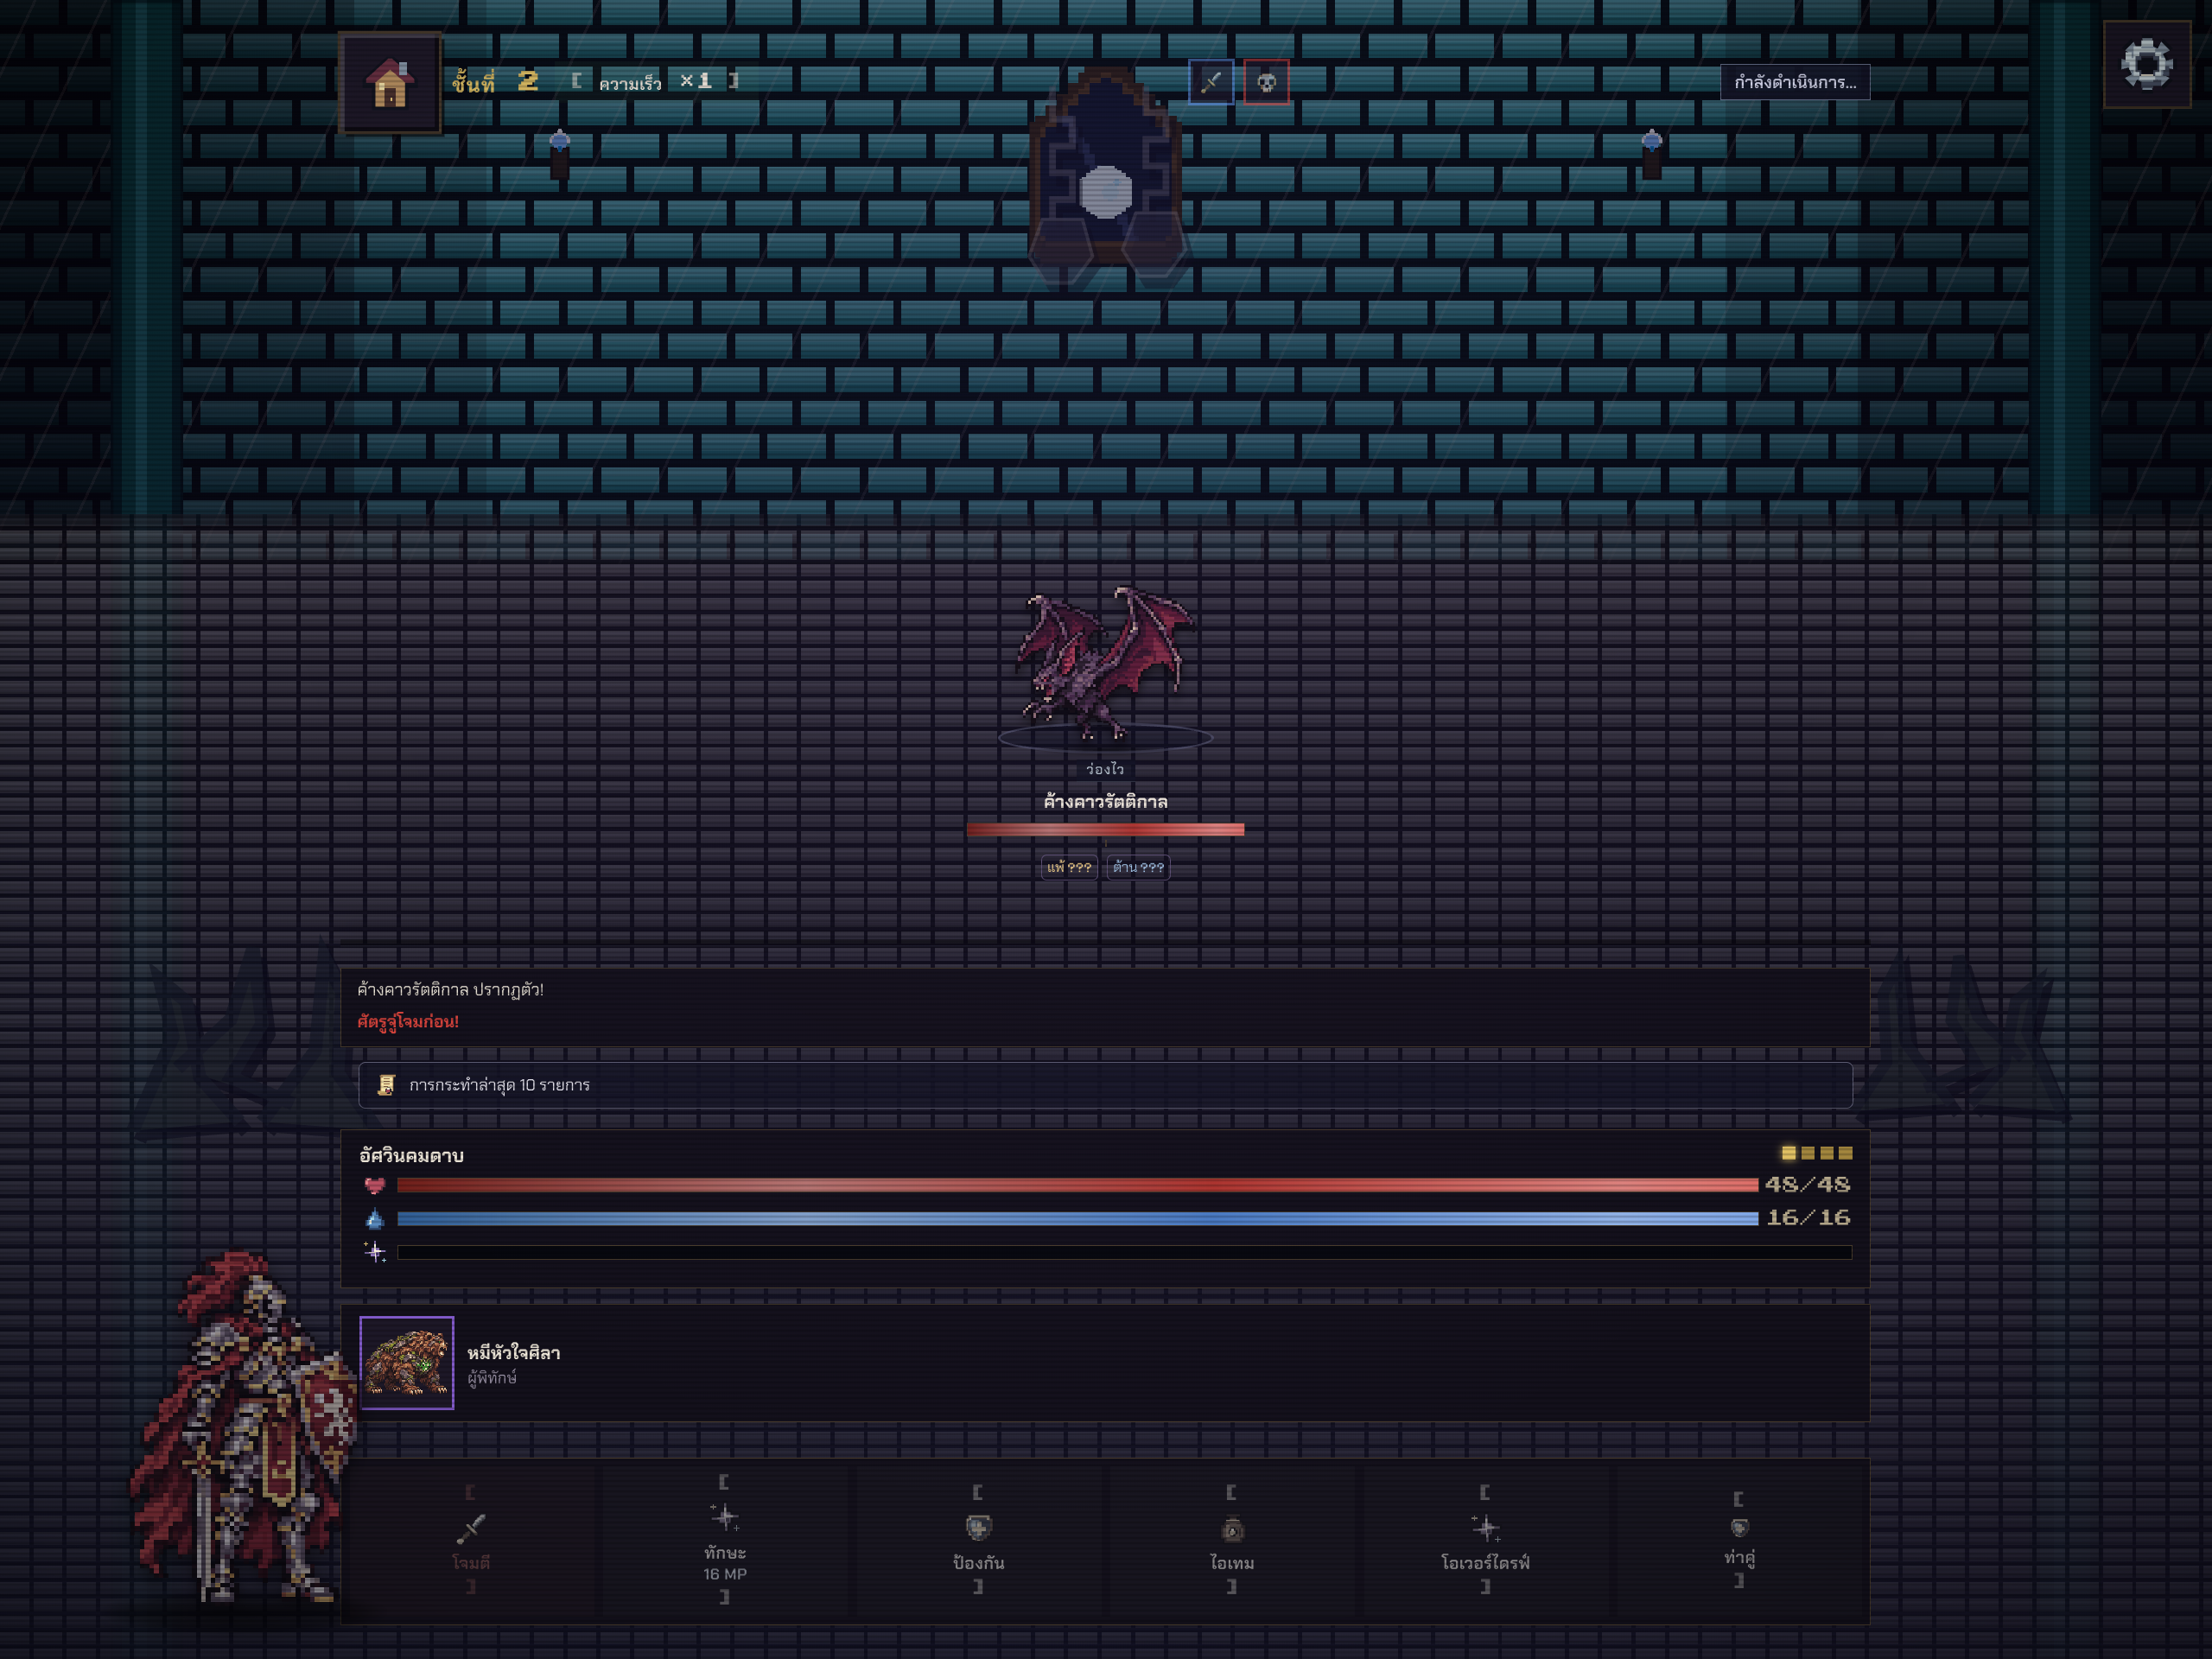 ชั้นที่ 2 [ ความเร็ว ×1 ]
กำลังดำเนินการ...
ว่องไว
ค้างคาวรัตติกาล
แพ้ ??? ต้าน ???
ค้างคาวรัตติกาล ปรากฏตัว!
ศัตรูจู่โจมก่อน!
การกระทำล่าสุด 10 รายการ
อัศวินคมดาบ
48/48
16/16
หมีหัวใจศิลา
ผู้พิทักษ์
[ โจมตี ]
[ ทักษะ 16 MP ]
[ ป้องกัน ]
[ ไอเทม ]
[ โอเวอร์ไดรฟ์ ]
[ ท่าคู่ ]